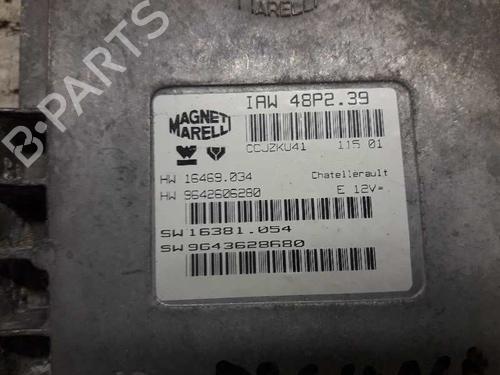 MARELLI
IAW 48P2.39
MAGNETI
MARELLI
CCJZKU41 115 01
HW 16469.034 Chatellerault
HW 9642606280 E 12V=
SW 16381.054
SW 9643628680
B-PARTS